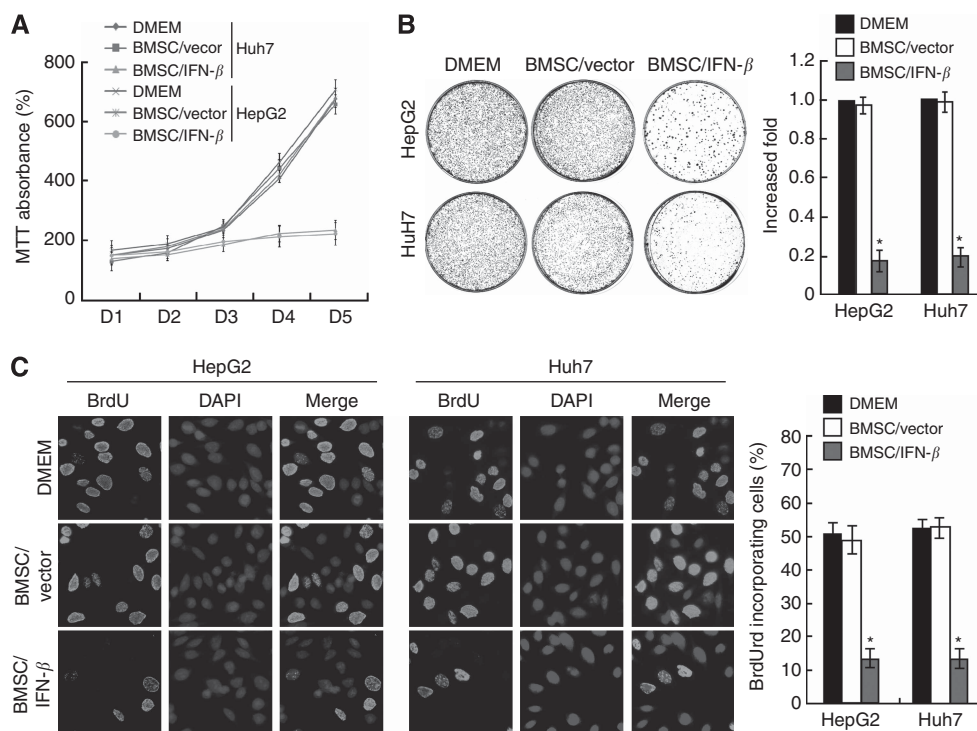 A
DMEM
BMSC/vecor
BMSC/IFN-β
Huh7
DMEM
BMSC/vector
BMSC/IFN-β
HepG2
MTT absorbance (%)
800
600
400
200
0
D1 D2 D3 D4 D5
B
DMEM BMSC/vector BMSC/IFN-β
HepG2
HuH7
DMEM
BMSC/vector
BMSC/IFN-β
Increased fold
1.2
1.0
0.8
0.6
0.4
0.2
0
* *
HepG2 Huh7
C
HepG2 Huh7
BrdU DAPI Merge BrdU DAPI Merge
DMEM
BMSC/
vector
BMSC/
IFN-β
DMEM
BMSC/vector
BMSC/IFN-β
BrdUrd incorporating cells (%)
80
70
60
50
40
30
20
10
0
* *
HepG2 Huh7